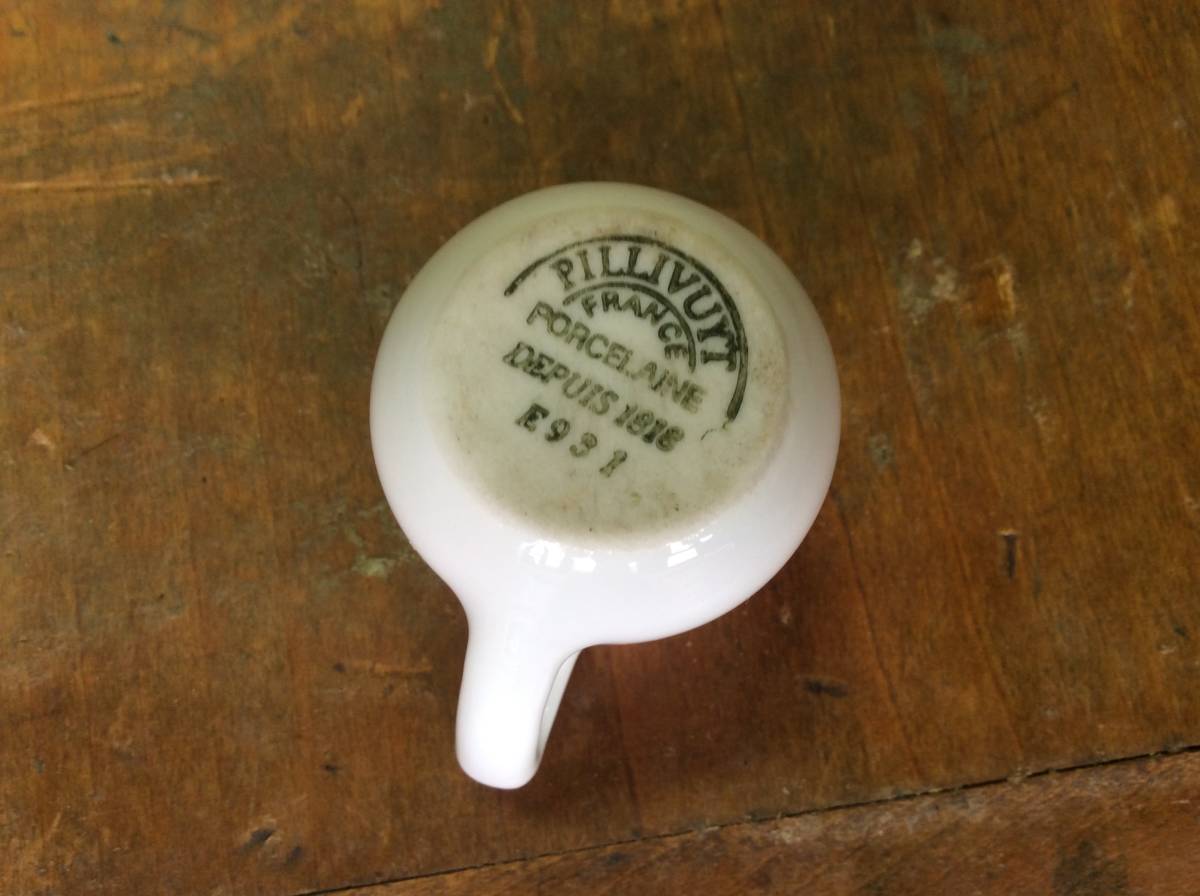 PILLIVUYT
FRANCE
PORCELAINE
DEPUIS 1818
E931